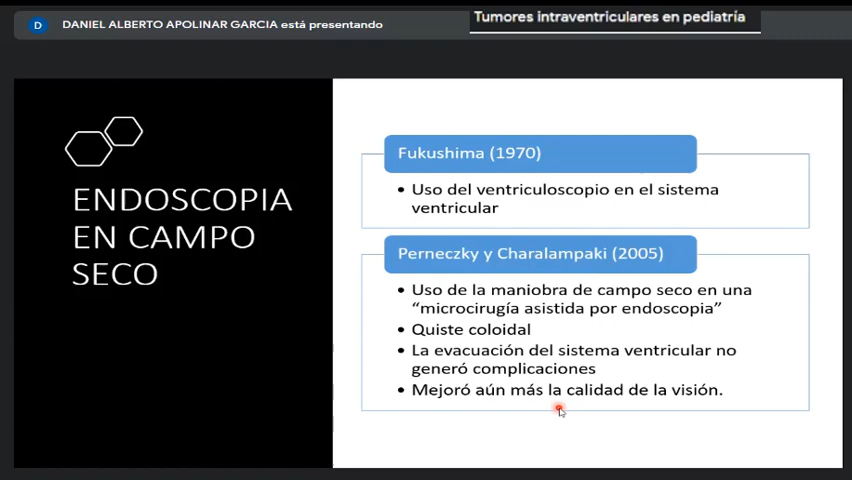 D DANIEL ALBERTO APOLINAR GARCIA está presentando
Tumores intraventriculares en pediatría
ENDOSCOPIA
EN CAMPO
SECO
Fukushima (1970)
• Uso del ventriculoscopio en el sistema
ventricular
Perneczky y Charalampaki (2005)
• Uso de la maniobra de campo seco en una
“microcirugía asistida por endoscopia”
• Quiste coloidal
• La evacuación del sistema ventricular no
generó complicaciones
• Mejoró aún más la calidad de la visión.